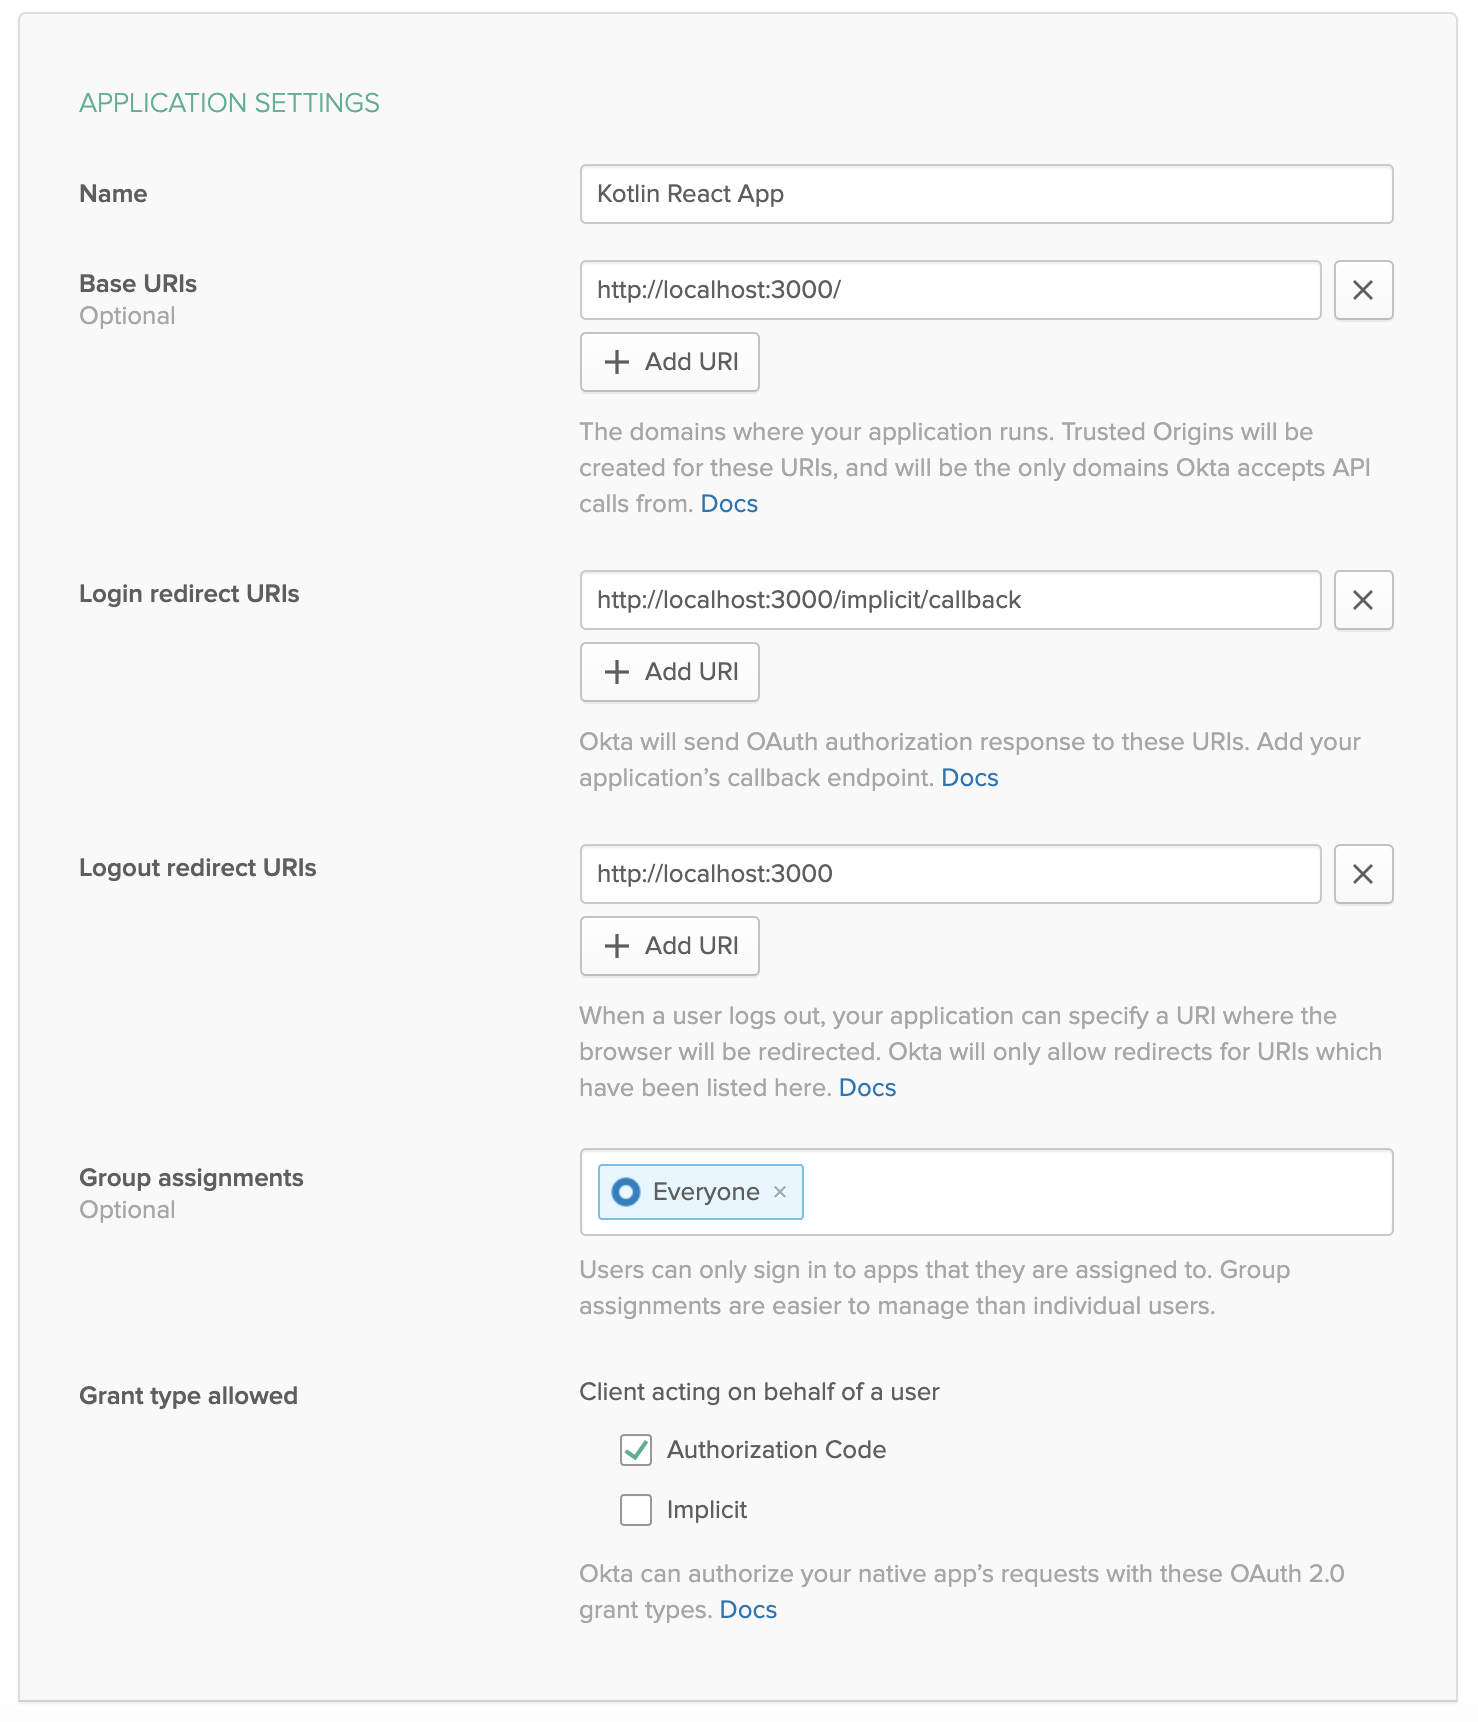 APPLICATION SETTINGS
Name
Kotlin React App
Base URIs
Optional
http://localhost:3000/
Add URI
The domains where your application runs. Trusted Origins will be
created for these URIs, and will be the only domains Okta accepts API
calls from. Docs
Login redirect URIs
http://localhost:3000/implicit/callback
Add URI
Okta will send OAuth authorization response to these URIs. Add your
application’s callback endpoint. Docs
Logout redirect URIs
http://localhost:3000
Add URI
When a user logs out, your application can specify a URI where the
browser will be redirected. Okta will only allow redirects for URIs which
have been listed here. Docs
Group assignments
Optional
Everyone
Users can only sign in to apps that they are assigned to. Group
assignments are easier to manage than individual users.
Grant type allowed
Client acting on behalf of a user
Authorization Code
Implicit
Okta can authorize your native app’s requests with these OAuth 2.0
grant types. Docs